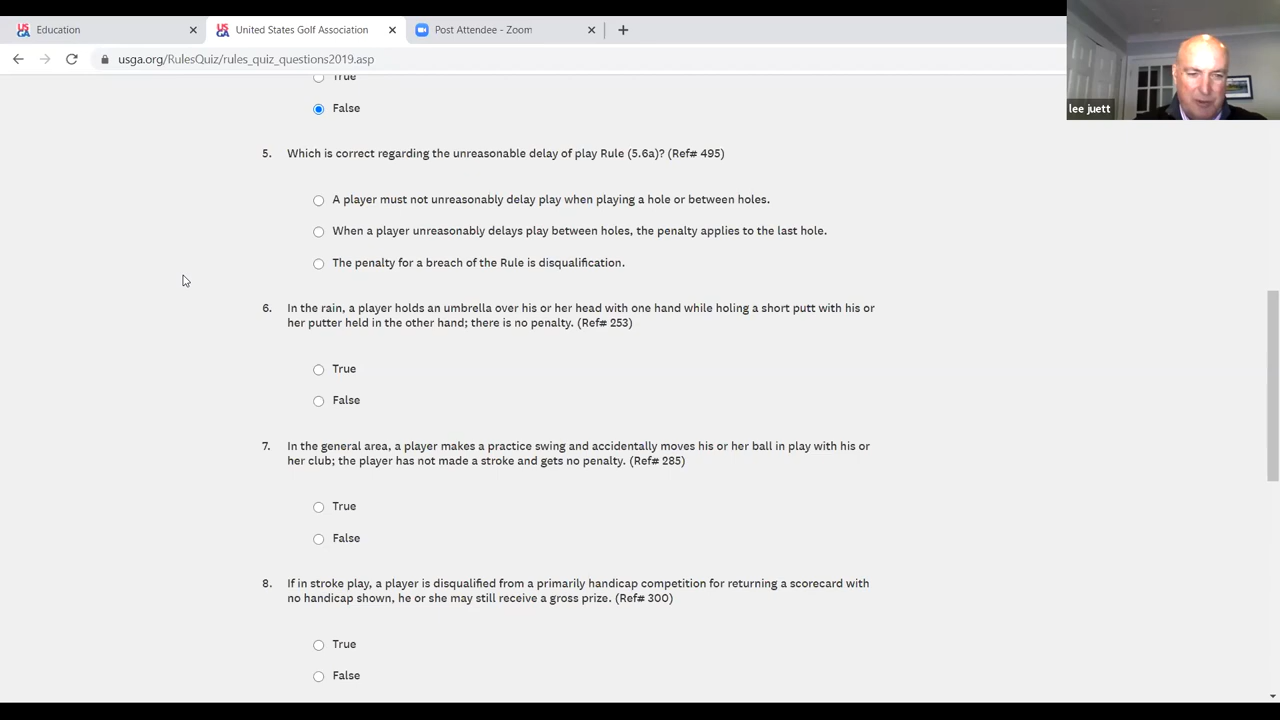 Education
United States Golf Association
Post Attendee - Zoom
usga.org/RulesQuiz/rules_quiz_questions2019.asp
lee juett
True
False
5. Which is correct regarding the unreasonable delay of play Rule (5.6a)? (Ref# 495)
A player must not unreasonably delay play when playing a hole or between holes.
When a player unreasonably delays play between holes, the penalty applies to the last hole.
The penalty for a breach of the Rule is disqualification.
6. In the rain, a player holds an umbrella over his or her head with one hand while holing a short putt with his or
her putter held in the other hand; there is no penalty. (Ref# 253)
True
False
7. In the general area, a player makes a practice swing and accidentally moves his or her ball in play with his or
her club; the player has not made a stroke and gets no penalty. (Ref# 285)
True
False
8. If in stroke play, a player is disqualified from a primarily handicap competition for returning a scorecard with
no handicap shown, he or she may still receive a gross prize. (Ref# 300)
True
False